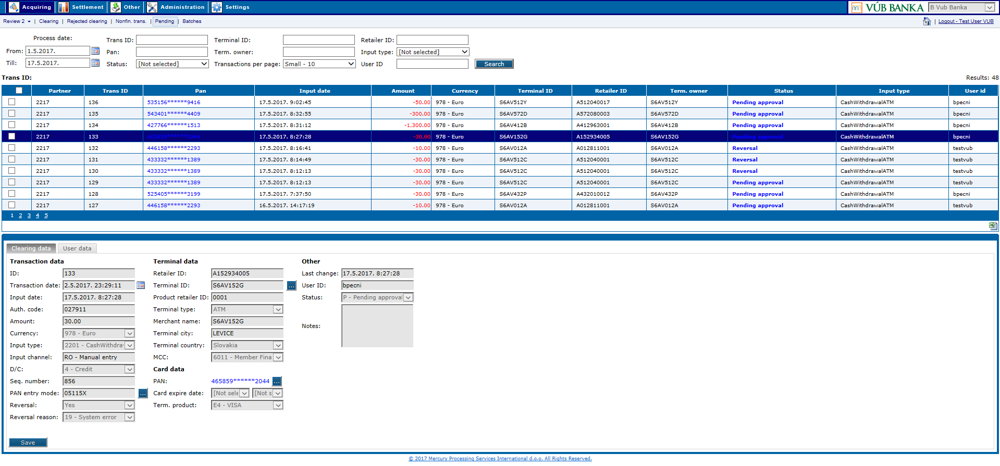 Acquiring Settlement Other Administration Settings VÚB BANKA B Vub Banka
Review 2 | Clearing | Rejected clearing | Nonfin. trans. | Pending | Batches | Logout - Test User VUB
Process date:
Trans ID: Terminal ID: Retailer ID:
From: 1.5.2017. Pan: Term. owner: Input type: [Not selected]
Till: 17.5.2017. Status: [Not selected] Transactions per page: Small - 10 User ID Search
Trans ID: Results: 48
Partner Trans ID Pan Input date Amount Currency Terminal ID Retailer ID Term. owner Status Input type User id
2217 136 535156******9416 17.5.2017. 9:02:45 -50.00 978 - Euro S6AV512Y A512040017 S6AV512Y Pending approval CashWithdrawalATM bpecni
2217 135 543401******4409 17.5.2017. 8:32:55 -300.00 978 - Euro S6AV572D A572080003 S6AV572D Pending approval CashWithdrawalATM bpecni
2217 134 427766******1513 17.5.2017. 8:31:12 -1,300.00 978 - Euro S6AV412B A412963001 S6AV412B Pending approval CashWithdrawalATM bpecni
2217 133 465859******2044 17.5.2017. 8:27:28 -30.00 978 - Euro S6AV152G A152934005 S6AV152G Pending approval CashWithdrawalATM bpecni
2217 132 446158******2293 17.5.2017. 8:16:41 -10.00 978 - Euro S6AV012A A012811001 S6AV012A Reversal CashWithdrawalATM testvub
2217 131 433332******1389 17.5.2017. 8:14:49 -30.00 978 - Euro S6AV512C A512040001 S6AV512C Reversal CashWithdrawalATM testvub
2217 130 433332******1389 17.5.2017. 8:12:13 -30.00 978 - Euro S6AV512C A512040001 S6AV512C Reversal CashWithdrawalATM testvub
2217 129 433332******1389 17.5.2017. 8:12:13 -30.00 978 - Euro S6AV512C A512040001 S6AV512C Pending approval CashWithdrawalATM testvub
2217 128 525405******3199 17.5.2017. 7:37:50 -30.00 978 - Euro S6AV432P A432010012 S6AV432P Pending approval CashWithdrawalATM bpecni
2217 127 446158******2293 16.5.2017. 14:17:19 -10.00 978 - Euro S6AV012A A012811001 S6AV012A Pending approval CashWithdrawalATM testvub
1 2 3 4 5
Clearing data User data
Transaction data Terminal data Other
ID: 133 Retailer ID: A152934005 Last change: 17.5.2017. 8:27:28
Transaction date: 2.5.2017. 23:29:11 Terminal ID: S6AV152G ... User ID: bpecni
Input date: 17.5.2017. 8:27:28 Product retailer ID: 0001 Status: P - Pending approval
Auth. code: 027911 Terminal type: ATM
Amount: 30.00 Merchant name: S6AV152G Notes:
Currency: 978 - Euro Terminal city: LEVICE
Input type: 2201 - CashWithdra Terminal country: Slovakia
Input channel: RO - Manual entry MCC: 6011 - Member Fina
D/C: 4 - Credit Card data
Seq. number: 856 PAN: 465859******2044 ...
PAN entry mode: 05115X ... Card expire date: [Not sele [Not s
Reversal: Yes Term. product: E4 - VISA
Reversal reason: 19 - System error
Save
© 2017 Mercury Processing Services International d.o.o. All Rights Reserved.